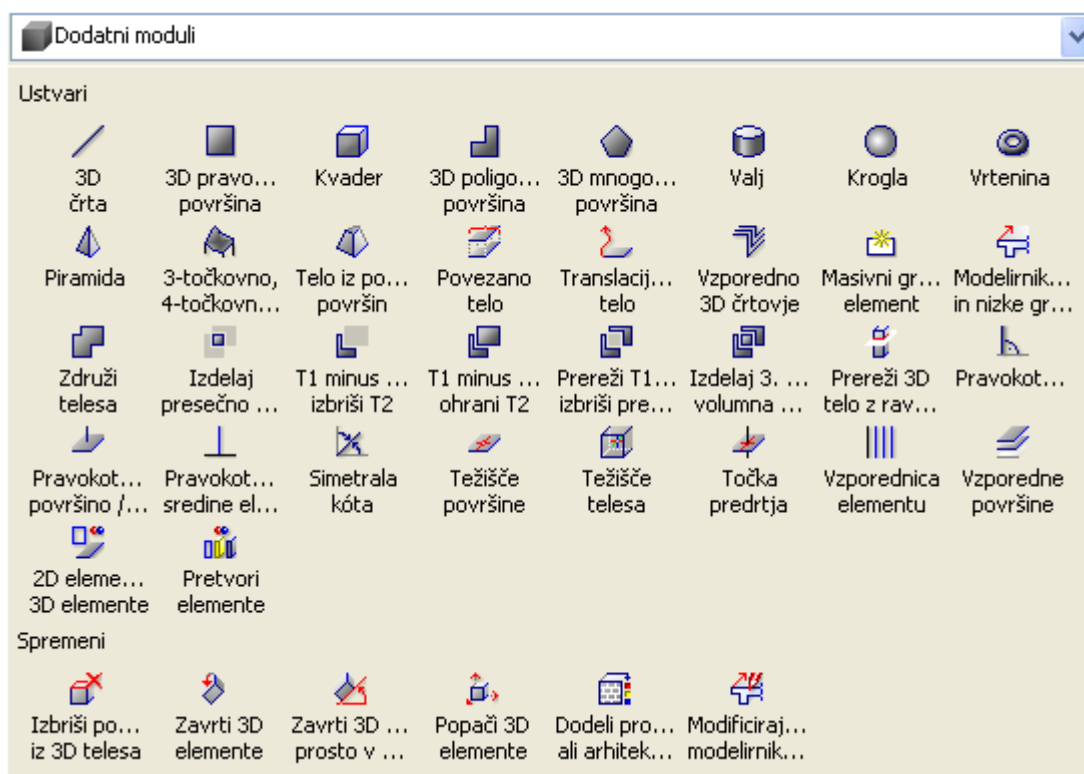 Dodatni moduli
Ustvari
3D 3D pravo... Kvader 3D poligo... 3D mnogo... Valj Krogla Vrtenina
črta površina površina površina
Piramida 3-točkovno, Telo iz po... Povezano Translacij... Vzporedno Masivni gr... Modelirnik...
4-točkovn... površin telo telo 3D črtovje element in nizke gr...
Združi Izdelaj T1 minus ... T1 minus ... Prereži T1... Izdelaj 3. ... Prereži 3D Pravokot...
telesa presečno ... izbriši T2 ohrani T2 izbriši pre... volumna ... telo z rav...
Pravokot... Pravokot... Simetrala Težišče Težišče Točka Vzporednica Vzporedne
površino /... sredine el... kóta površine telesa predrtja elementu površine
2D eleme... Pretvori
3D elemente elemente
Spremeni
Izbriši po... Zavrti 3D Zavrti 3D ... Popači 3D Dodeli pro... Modificiraj...
iz 3D telesa elemente prosto v ... elemente ali arhitek... modelirnik...